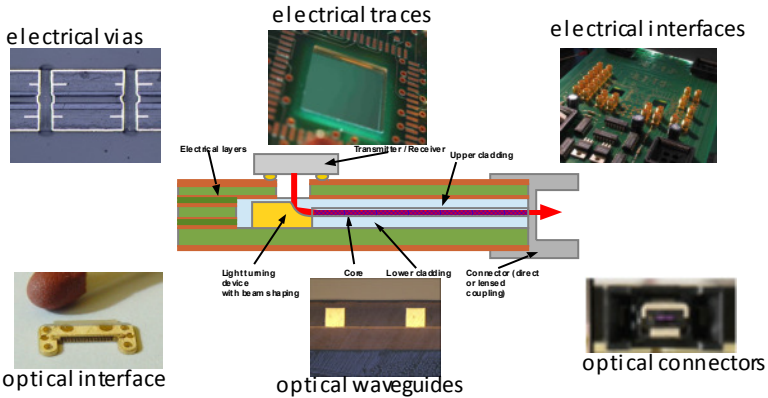 electrical traces
electrical vias
electrical interfaces
Electrical layers
Transmitter / Receiver
Upper cladding
Light turning
device
with beam shaping
Core
Lower cladding
Connector (direct
or lensed
coupling)
optical interface
optical waveguides
optical connectors